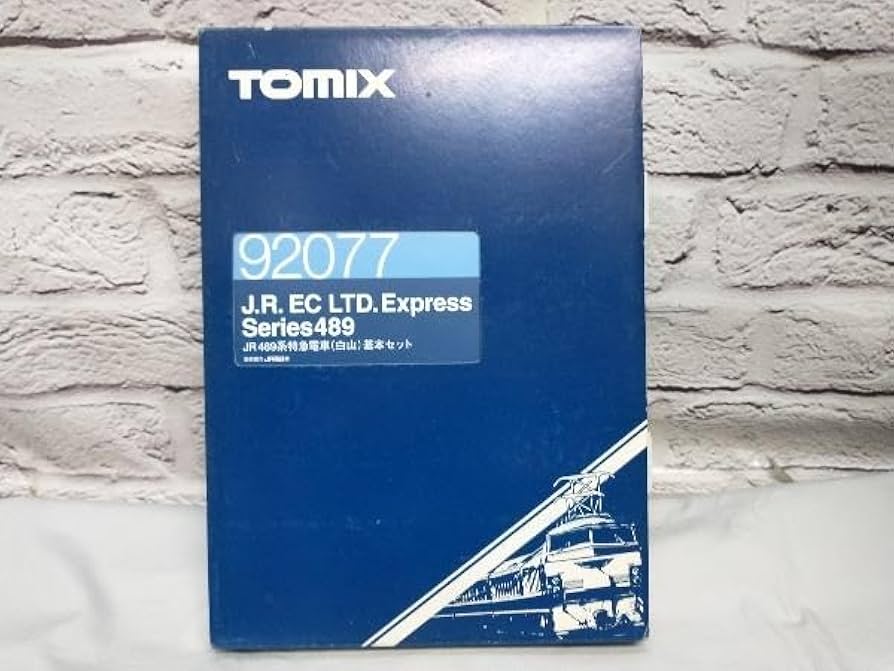 TOMIX
92077
J.R. EC LTD. Express
Series489
JR 489系特急電車(白山)基本セット